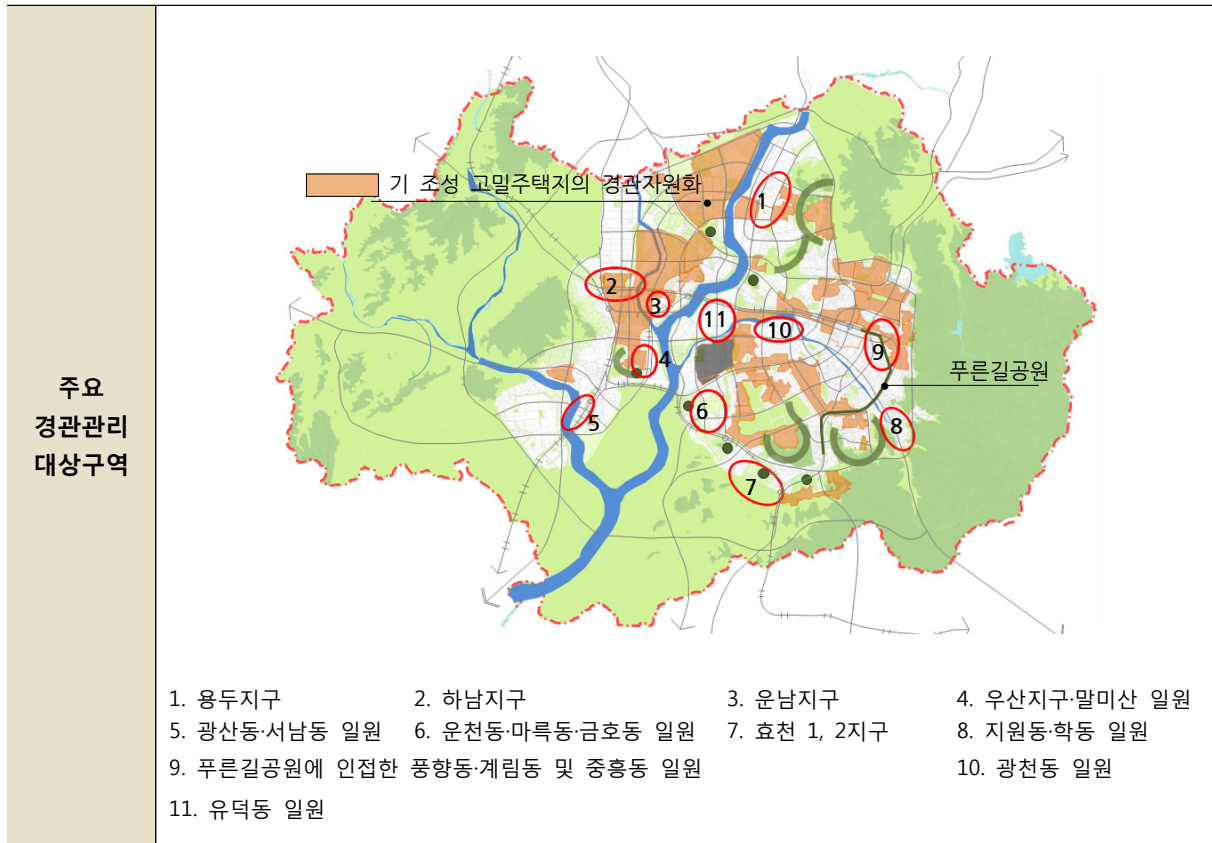 주요
경관관리
대상구역
기 조성 고밀주택지의 경관자원화
1
2
3
11
10
9
4
푸른길공원
5
6
8
7
1. 용두지구 2. 하남지구 3. 운남지구 4. 우산지구·말미산 일원
5. 광산동·서남동 일원 6. 운천동·마륵동·금호동 일원 7. 효천 1, 2지구 8. 지원동·학동 일원
9. 푸른길공원에 인접한 풍향동·계림동 및 중흥동 일원 10. 광천동 일원
11. 유덕동 일원